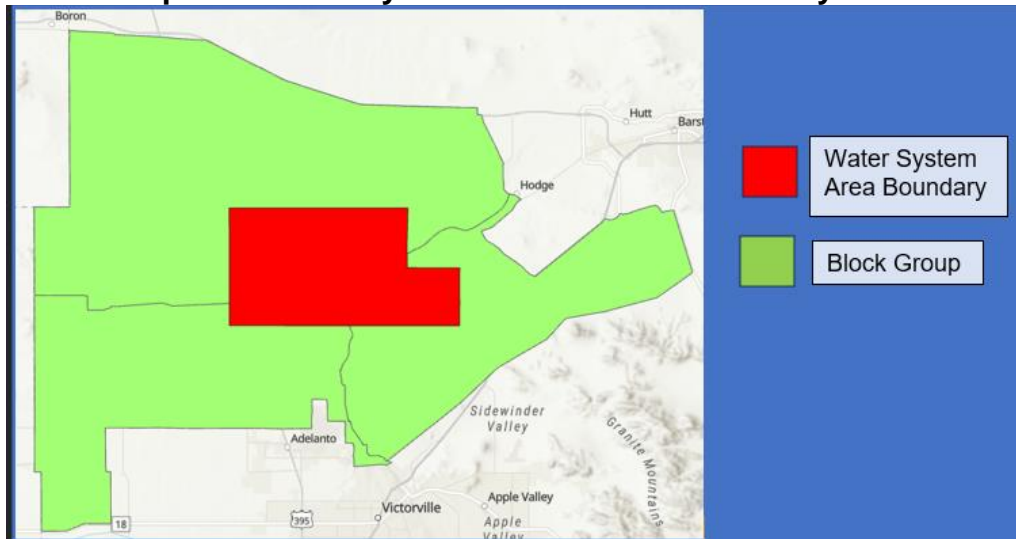 Boron
Hutt
Barst
Hodge
Water System
Area Boundary
Block Group
Sidewinder
Valley
Adelanto
Granite Mountains
Apple Valley
Victorville
395
18
Apple
Valley